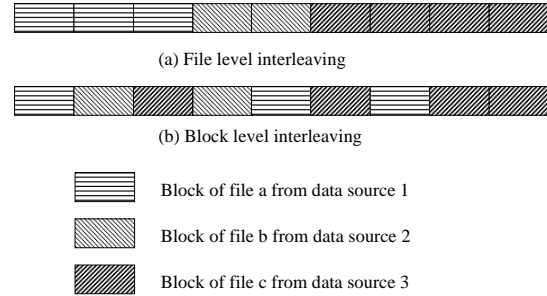 (a) File level interleaving
(b) Block level interleaving
Block of file a from data source 1
Block of file b from data source 2
Block of file c from data source 3